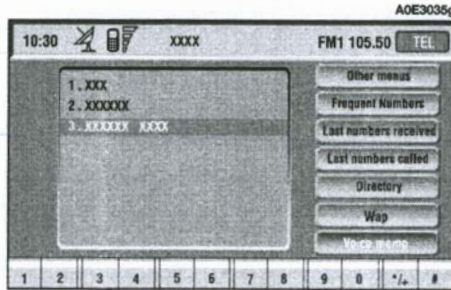 A0E3035g
10:30 XXXX FM1 105.50 TEL
1.XXX
2.XXXXXX
3.XXXXXX XXXX
Other menus
Frequent Numbers
Last numbers received
Last numbers called
Directory
Wap
Voice memo
1 2 3 4 5 6 7 8 9 0 */+ #